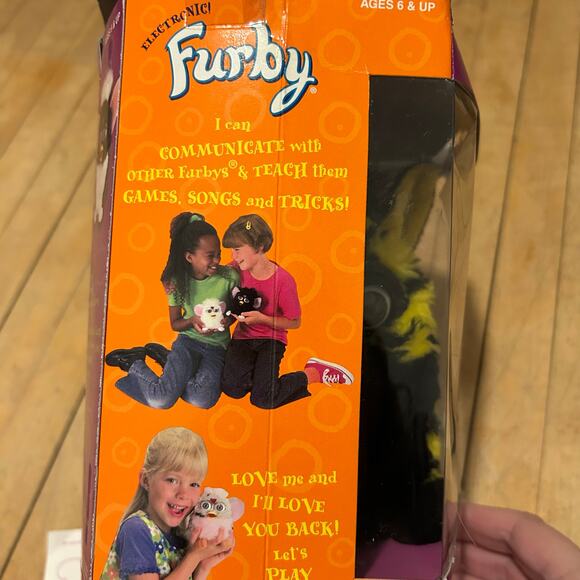 AGES 6 & UP
ELECTRONIC!
Furby®
I can
COMMUNICATE with
OTHER Furbys® & TEACH them
GAMES, SONGS and TRICKS!
LOVE me and
I'll LOVE
YOU BACK!
Let's
PLAY